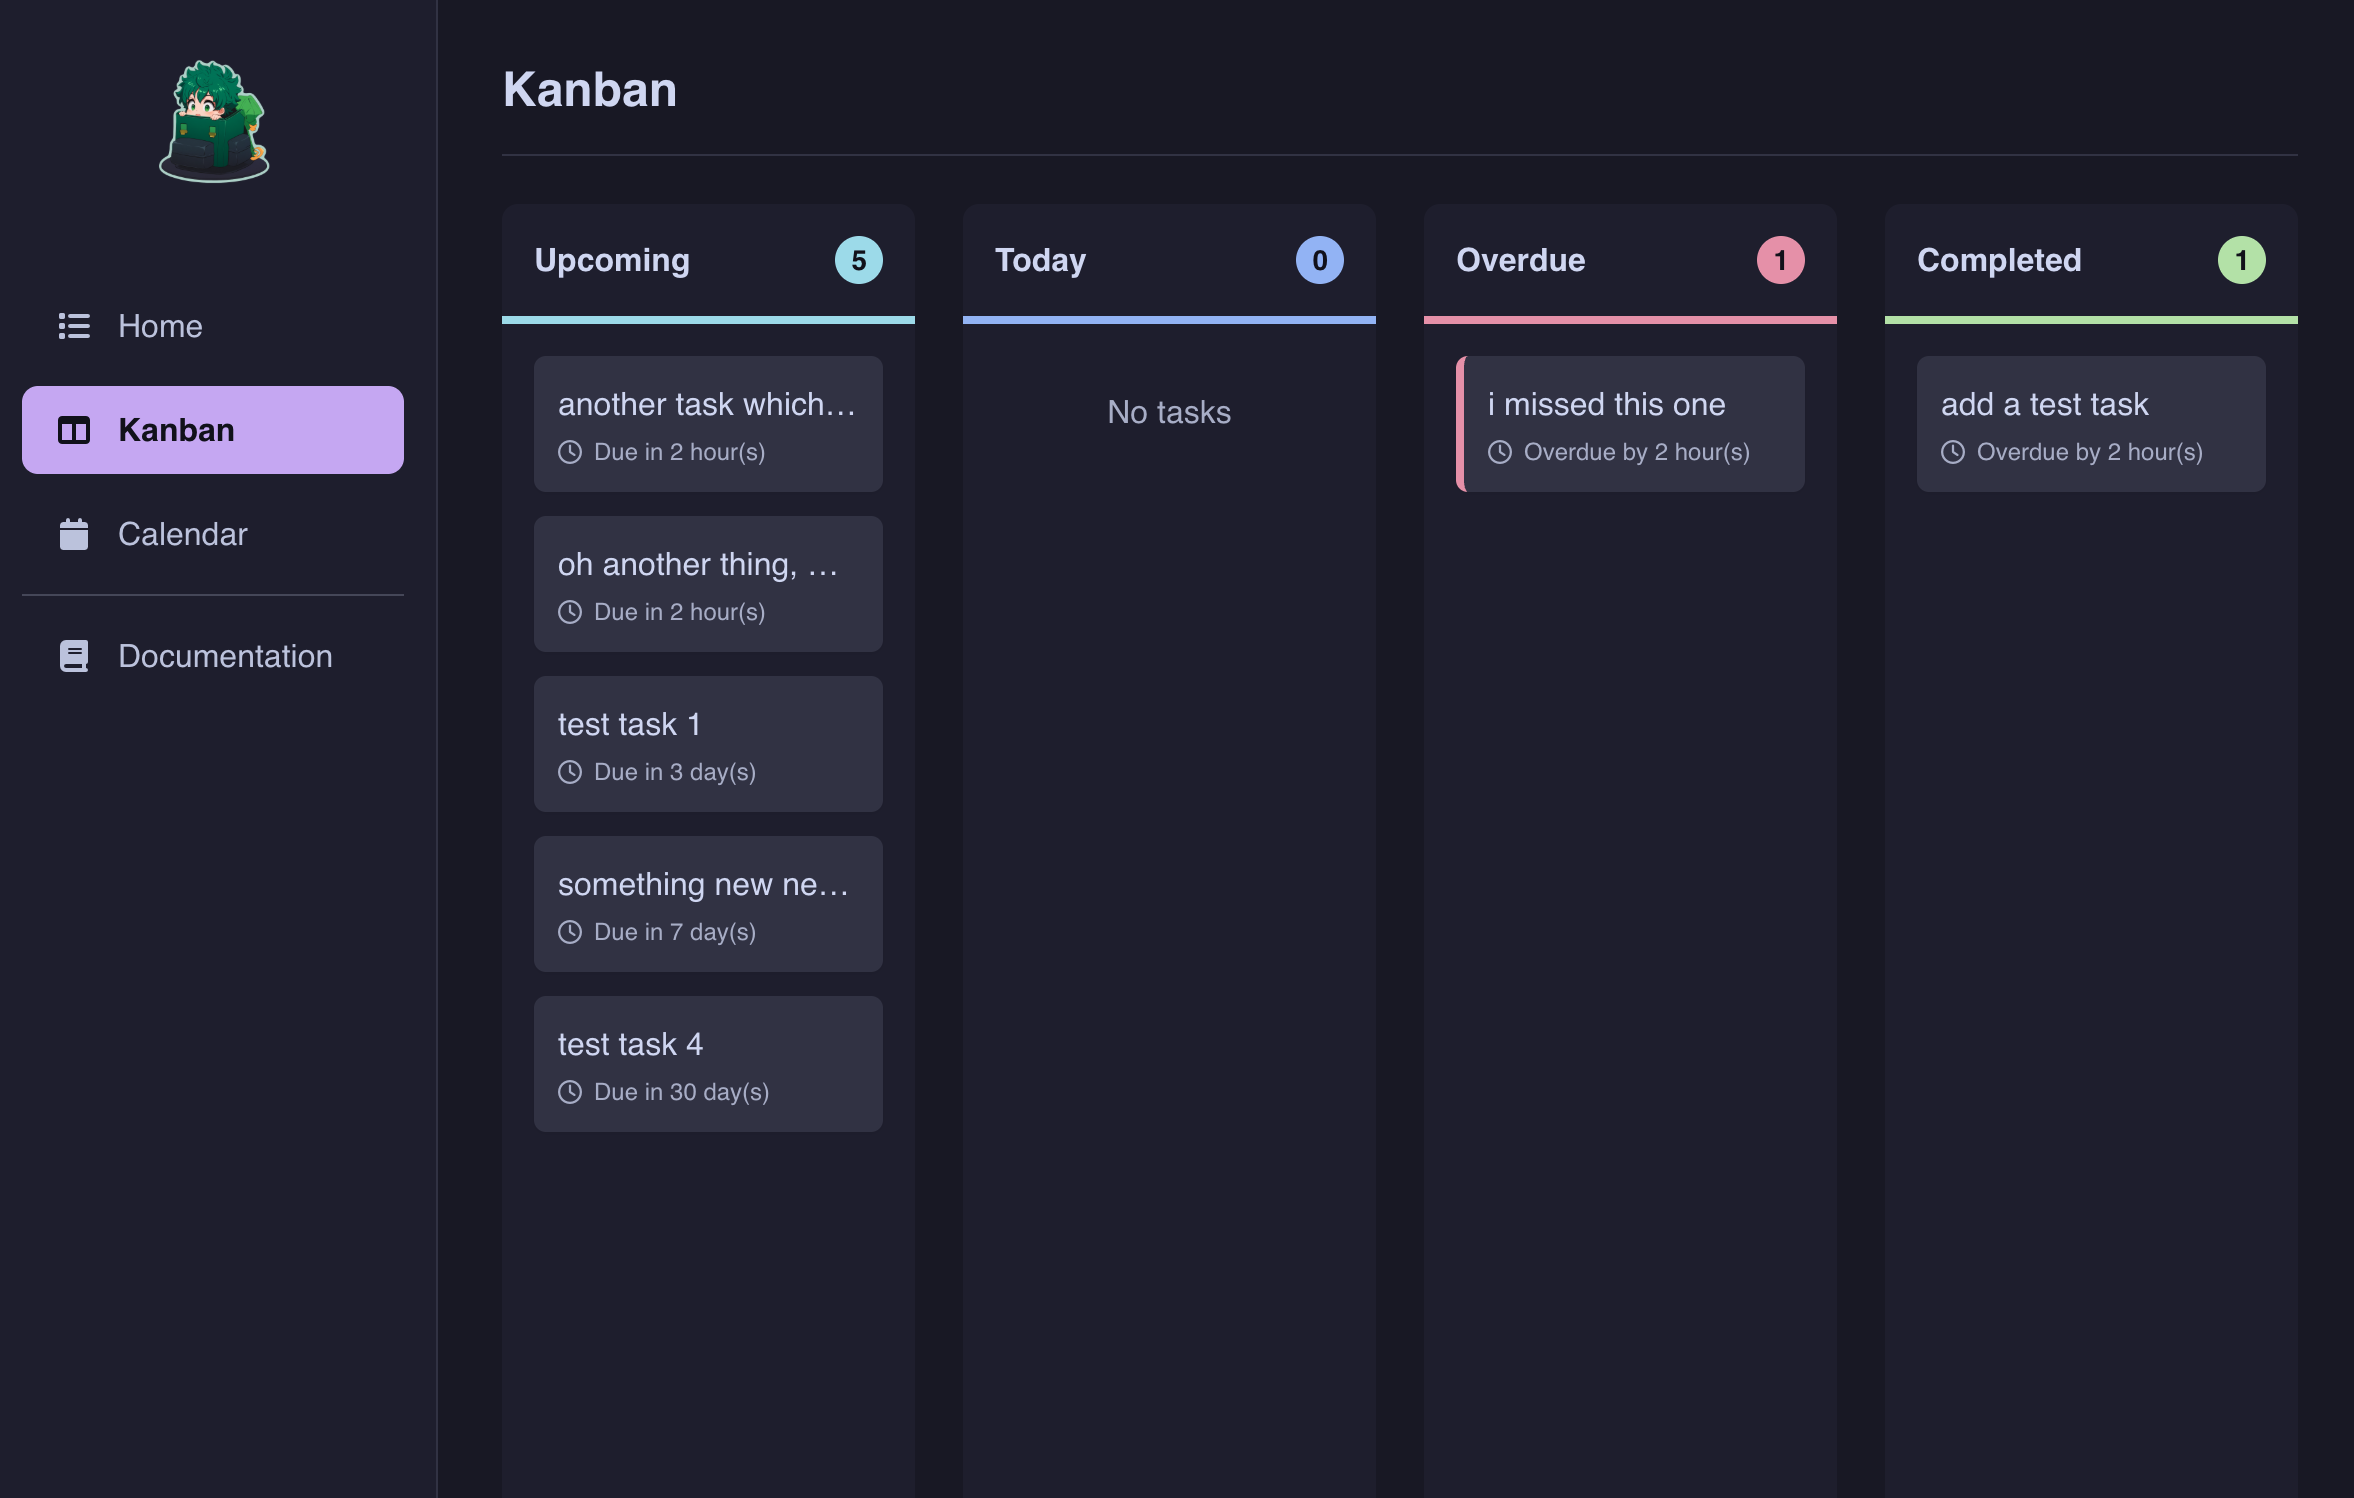 Home
Kanban
Calendar
Documentation
Kanban
Upcoming
5
another task which…
Due in 2 hour(s)
oh another thing, …
Due in 2 hour(s)
test task 1
Due in 3 day(s)
something new ne…
Due in 7 day(s)
test task 4
Due in 30 day(s)
Today
0
No tasks
Overdue
1
i missed this one
Overdue by 2 hour(s)
Completed
1
add a test task
Overdue by 2 hour(s)